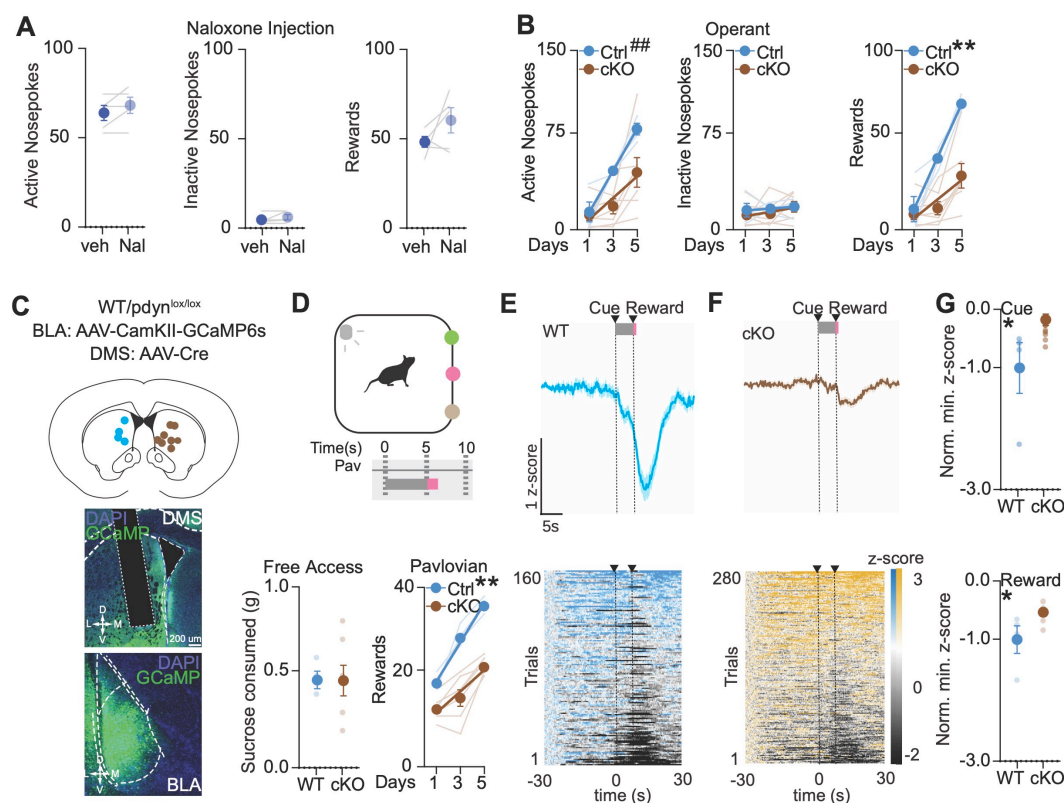 A
Naloxone Injection
Active Nosepokes
100
50
0
veh Nal
Inactive Nosepokes
100
50
0
veh Nal
Rewards
100
50
0
veh Nal
B
Operant
Active Nosepokes
150
75
0
Ctrl ##
cKO
Days 1 3 5
Inactive Nosepokes
150
75
0
Ctrl
cKO
1 3 5
Rewards
100
50
0
Ctrl **
cKO
Days 1 3 5
C
WT/pdynlox/lox
BLA: AAV-CamKII-GCaMP6s
DMS: AAV-Cre
DAPI DMS
GCaMP
D
L M
V
200 um
DAPI
GCaMP
D
M
V
BLA
D
Time(s) 0 5 10
Pav
Free Access
Sucrose consumed (g)
1.0
0.5
0.0
WT cKO
Pavlovian
Rewards
40
20
0
Ctrl **
cKO
Days 1 3 5
E
Cue Reward
WT
1 z-score
5s
160
Trials
1
-30 0 30
time (s)
F
Cue Reward
cKO
280
Trials
1
-30 0 30
time (s)
z-score
3
0
-2
G
Norm. min. z-score
0.0
-1.0
-3.0
Cue
*
WT cKO
Norm. min. z-score
0.0
-1.0
-3.0
Reward
*
WT cKO